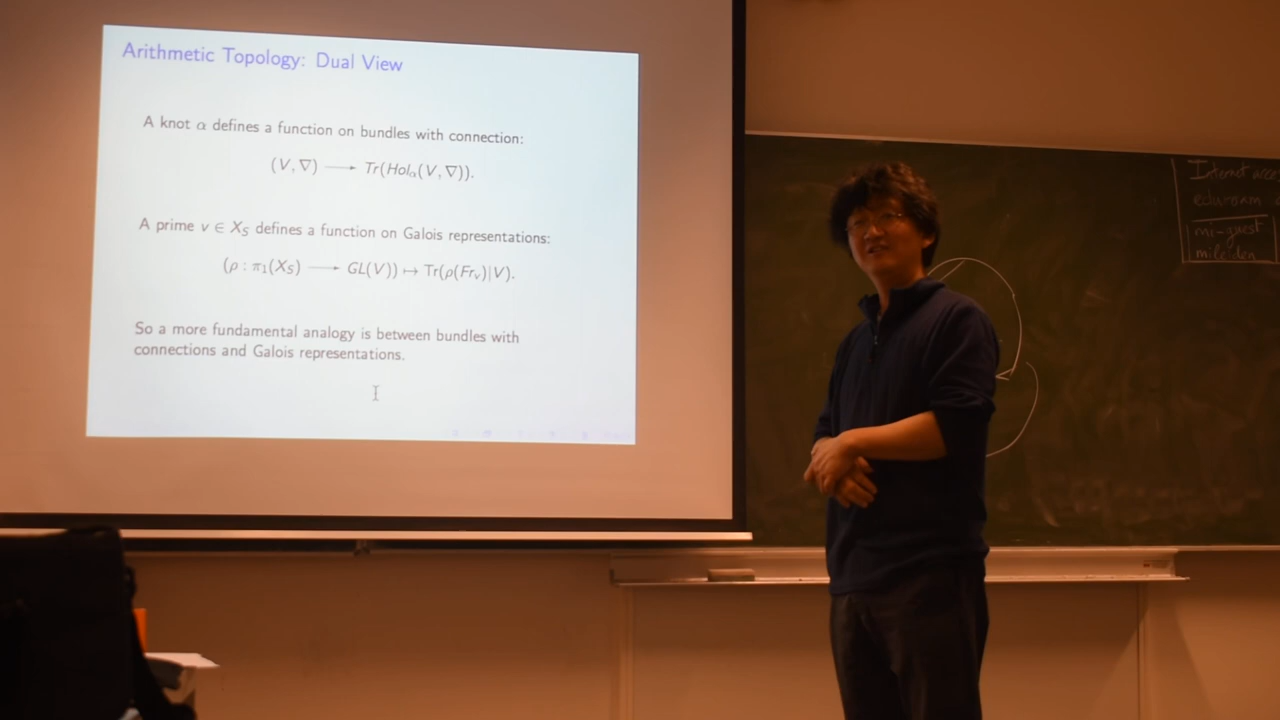 Arithmetic Topology: Dual View
A knot α defines a function on bundles with connection:
(V, ∇) ⟶ Tr(Hol_α(V, ∇)).
A prime v ∈ X_S defines a function on Galois representations:
(ρ : π₁(X_S) ⟶ GL(V)) ↦ Tr(ρ(Fr_v)|V).
So a more fundamental analogy is between bundles with
connections and Galois representations.
Internet
eduroam
mi-guest